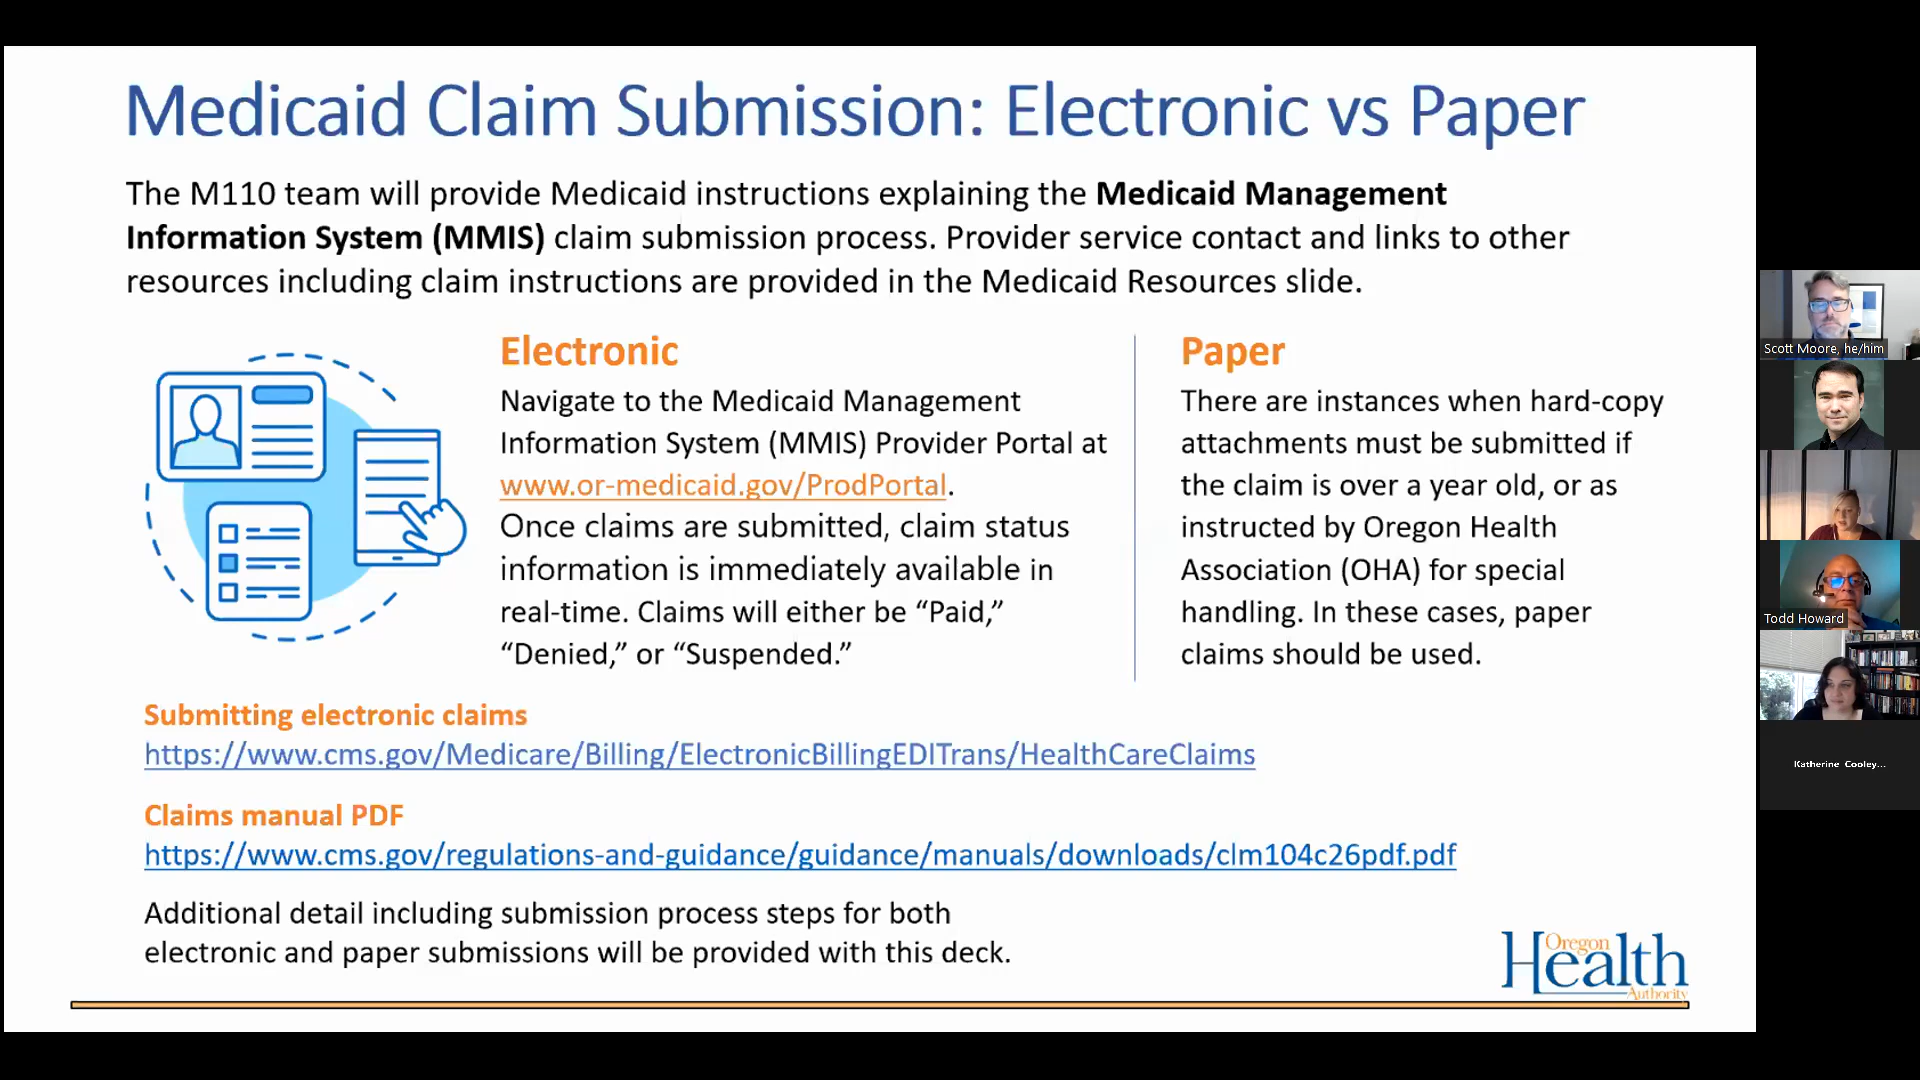 Medicaid Claim Submission: Electronic vs Paper
The M110 team will provide Medicaid instructions explaining the Medicaid Management
Information System (MMIS) claim submission process. Provider service contact and links to other
resources including claim instructions are provided in the Medicaid Resources slide.
Electronic
Navigate to the Medicaid Management
Information System (MMIS) Provider Portal at
www.or-medicaid.gov/ProdPortal.
Once claims are submitted, claim status
information is immediately available in
real-time. Claims will either be “Paid,”
“Denied,” or “Suspended.”
Paper
There are instances when hard-copy
attachments must be submitted if
the claim is over a year old, or as
instructed by Oregon Health
Association (OHA) for special
handling. In these cases, paper
claims should be used.
Submitting electronic claims
https://www.cms.gov/Medicare/Billing/ElectronicBillingEDITrans/HealthCareClaims
Claims manual PDF
https://www.cms.gov/regulations-and-guidance/guidance/manuals/downloads/clm104c26pdf.pdf
Additional detail including submission process steps for both
electronic and paper submissions will be provided with this deck.
Oregon
Health
Authority
Scott Moore, he/him
Todd Howard
Katherine Cooley...